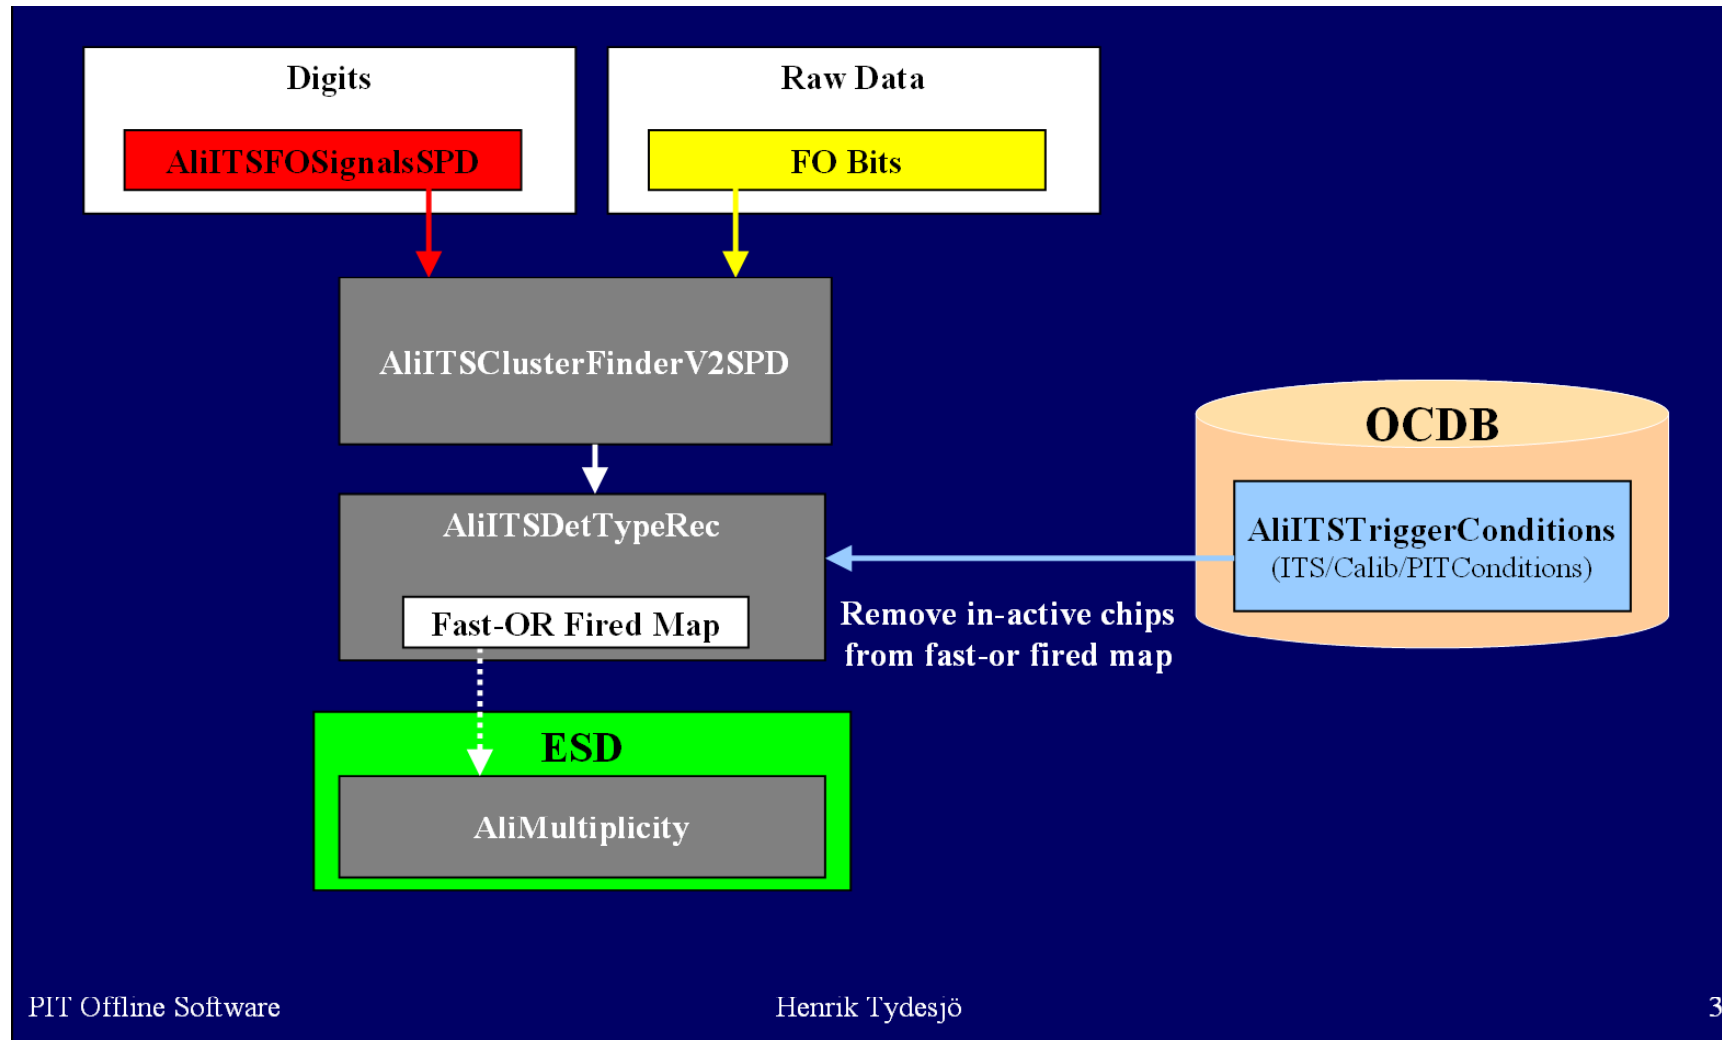 Digits
AliITSFOSignalsSPD
Raw Data
FO Bits
AliITSClusterFinderV2SPD
AliITSDetTypeRec
Fast-OR Fired Map
OCDB
AliITSTriggerConditions
(ITS/Calib/PITConditions)
Remove in-active chips
from fast-or fired map
ESD
AliMultiplicity
PIT Offline Software
Henrik Tydesjö
3